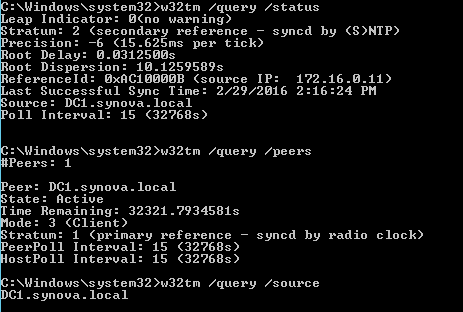 C:\Windows\system32>w32tm /query /status
Leap Indicator: 0(no warning)
Stratum: 2 (secondary reference - syncd by (S)NTP)
Precision: -6 (15.625ms per tick)
Root Delay: 0.0312500s
Root Dispersion: 10.1259589s
ReferenceId: 0xAC10000B (source IP:  172.16.0.11)
Last Successful Sync Time: 2/29/2016 2:16:24 PM
Source: DC1.synova.local
Poll Interval: 15 (32768s)
C:\Windows\system32>w32tm /query /peers
#Peers: 1
Peer: DC1.synova.local
State: Active
Time Remaining: 32321.7934581s
Mode: 3 (Client)
Stratum: 1 (primary reference - syncd by radio clock)
PeerPoll Interval: 15 (32768s)
HostPoll Interval: 15 (32768s)
C:\Windows\system32>w32tm /query /source
DC1.synova.local